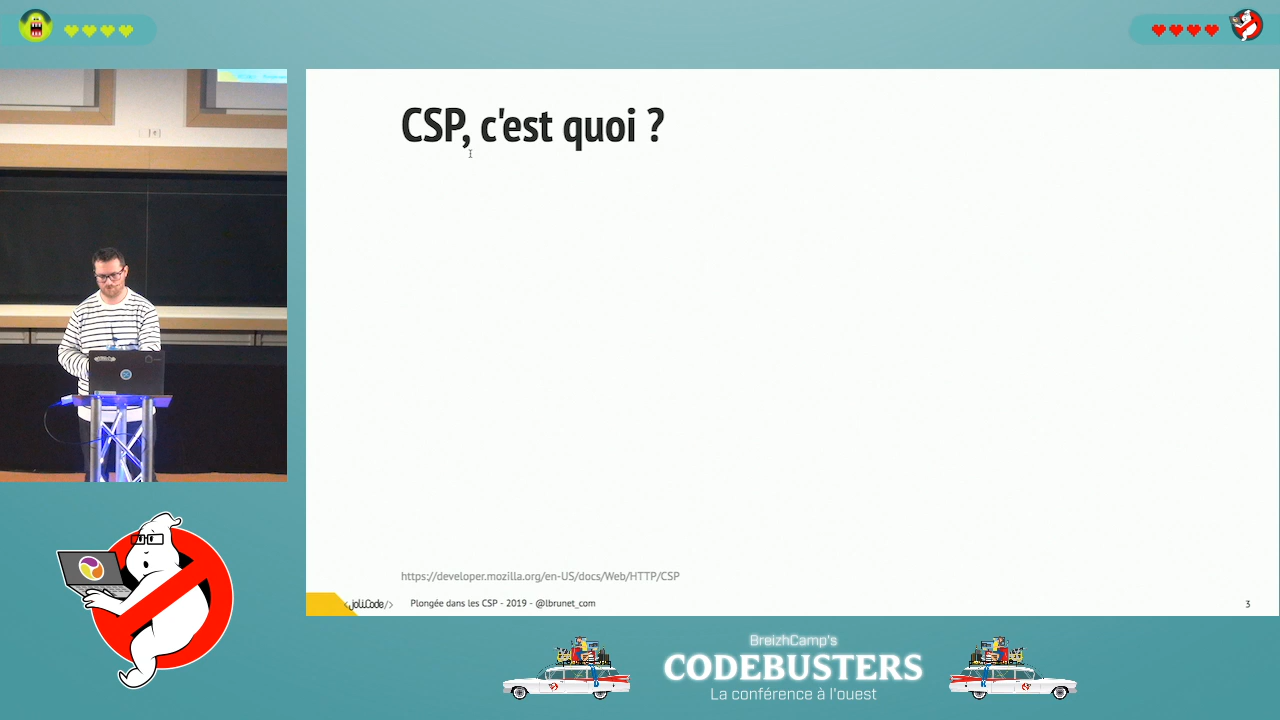 CSP, c'est quoi ?
https://developer.mozilla.org/en-US/docs/Web/HTTP/CSP
<joliCode/>
Plongée dans les CSP - 2019 - @lbrunet_com
3
BreizhCamp's
CODEBUSTERS
La conférence à l'ouest